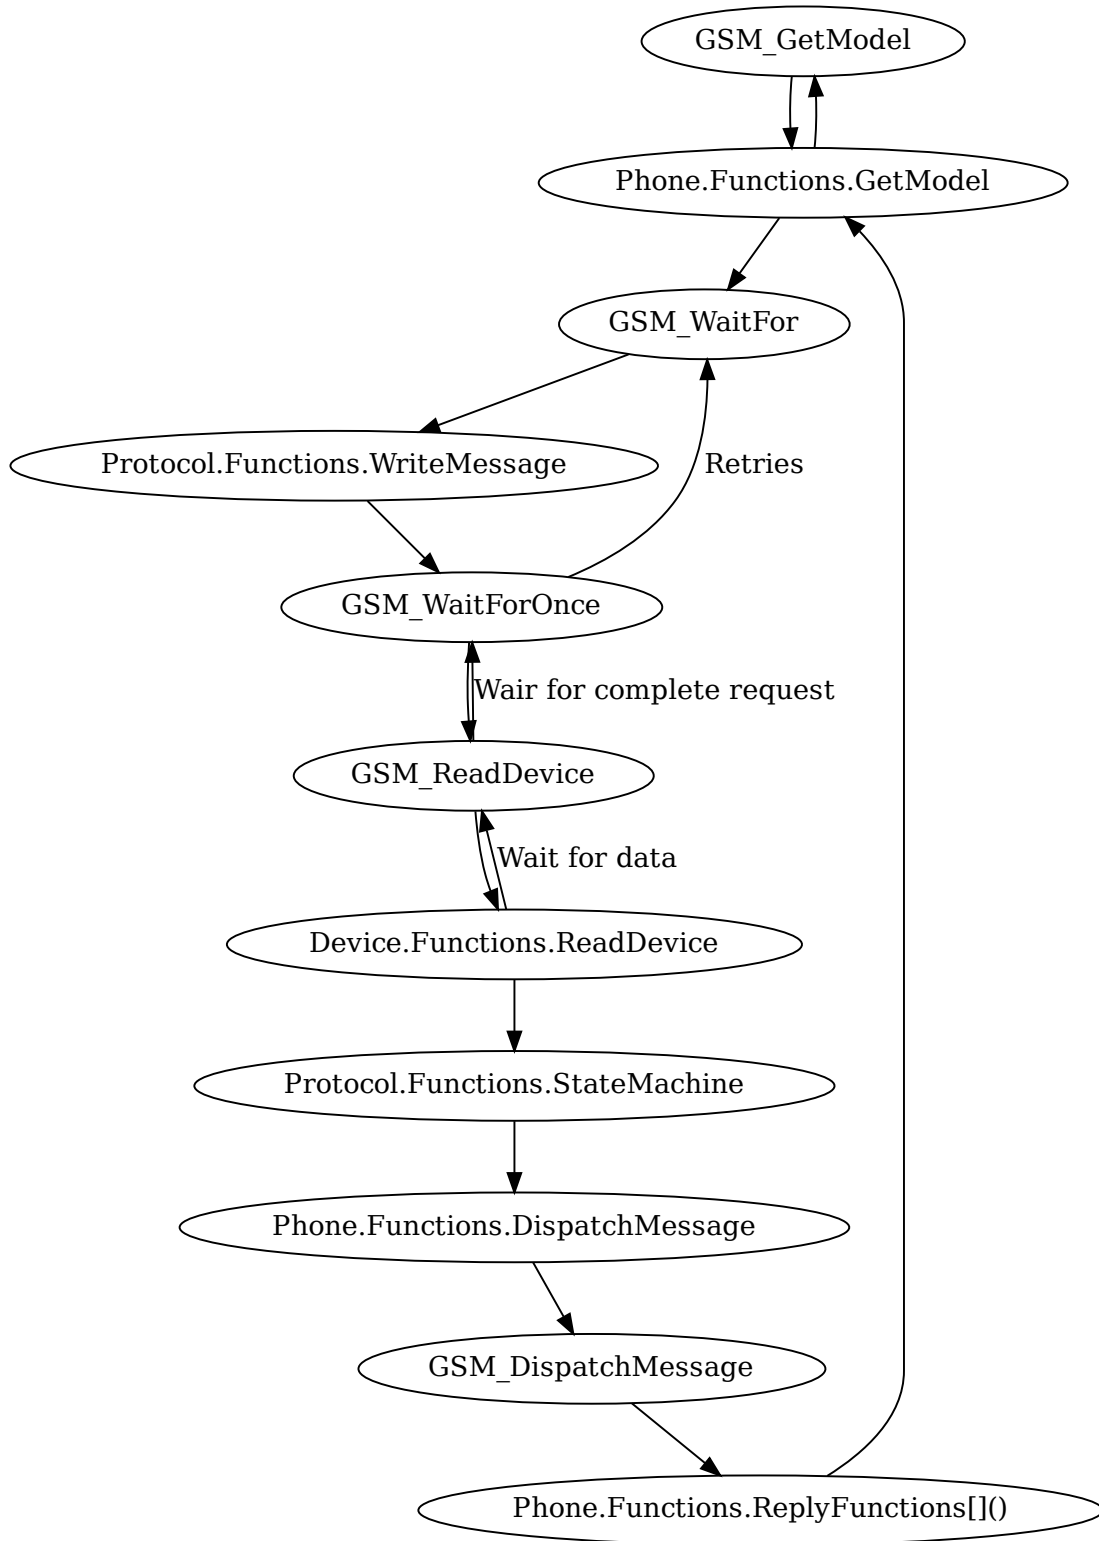 GSM_GetModel
Phone.Functions.GetModel
GSM_WaitFor
Protocol.Functions.WriteMessage
Retries
GSM_WaitForOnce
Wair for complete request
GSM_ReadDevice
Wait for data
Device.Functions.ReadDevice
Protocol.Functions.StateMachine
Phone.Functions.DispatchMessage
GSM_DispatchMessage
Phone.Functions.ReplyFunctions[]()